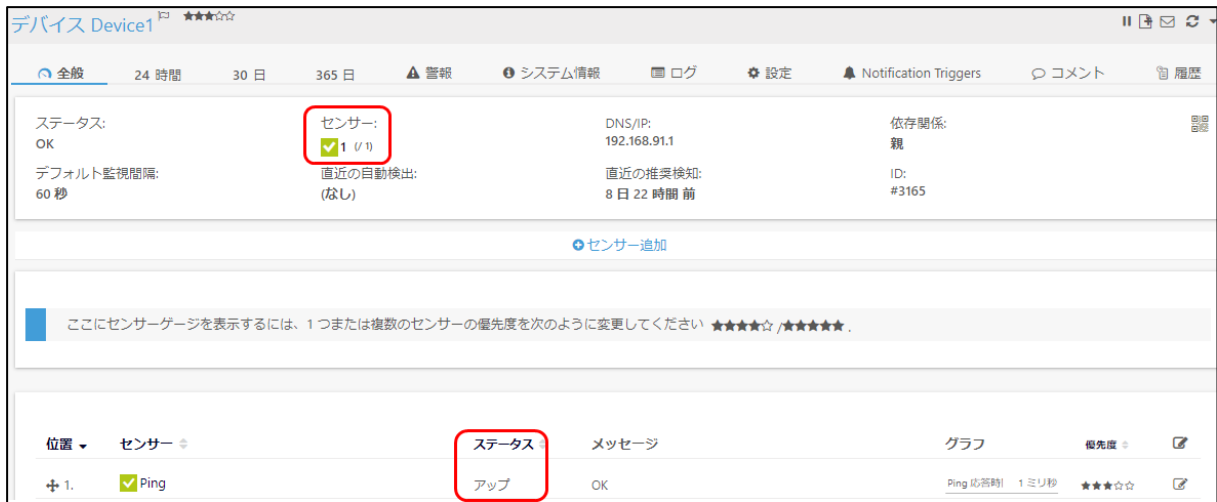 デバイス Device1 ★★★☆☆
全般 24 時間 30 日 365 日 警報 システム情報 ログ 設定 Notification Triggers コメント 履歴
ステータス: センサー: DNS/IP: 依存関係:
OK 1 (/ 1) 192.168.91.1 親
デフォルト監視間隔: 直近の自動検出: 直近の推奨検知: ID:
60 秒 (なし) 8 日 22 時間 前 #3165
センサー追加
ここにセンサーゲージを表示するには、1 つまたは複数のセンサーの優先度を次のように変更してください ★★★★☆ /★★★★★ .
位置 センサー ステータス メッセージ グラフ 優先度
1. Ping アップ OK Ping 応答時 1 ミリ秒 ★★★☆☆